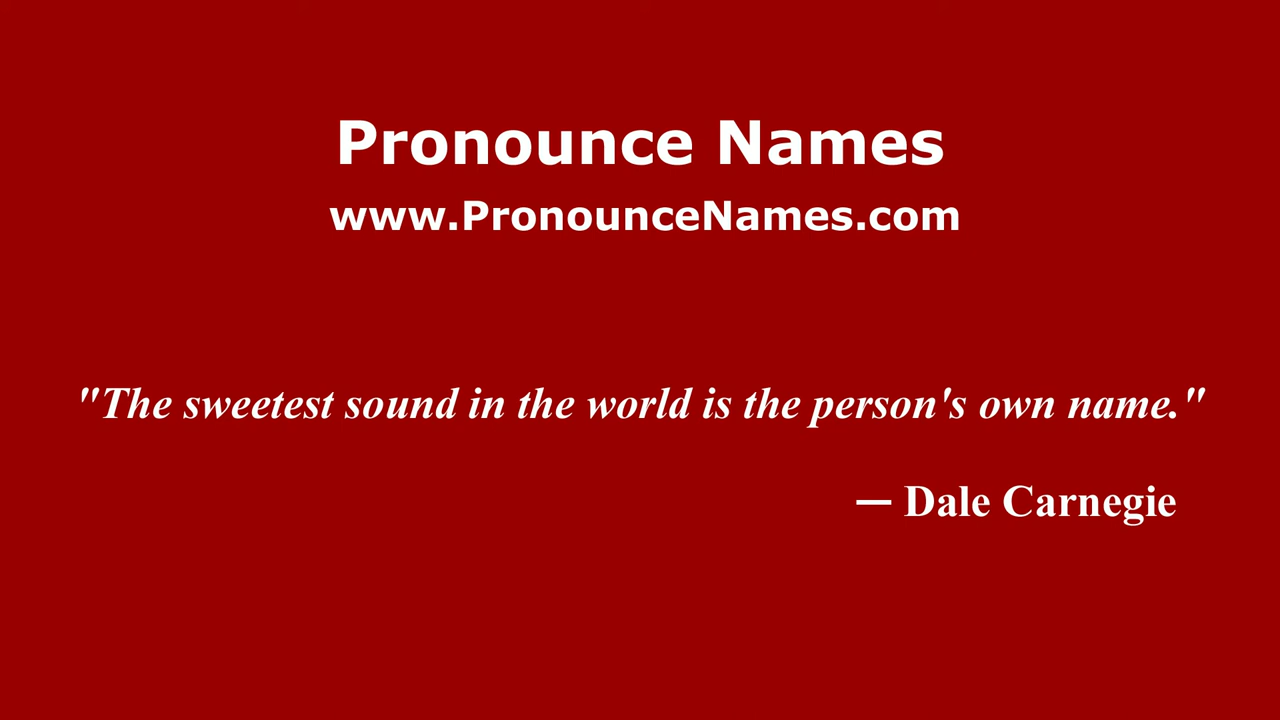 Pronounce Names
www.PronounceNames.com
"The sweetest sound in the world is the person's own name."
— Dale Carnegie